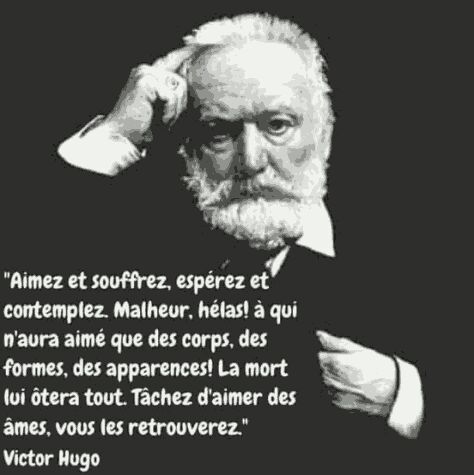 "Aimez et souffrez, espérez et
contemplez. Malheur, hélas! à qui
n'aura aimé que des corps, des
formes, des apparences! La mort
lui ôtera tout. Tâchez d'aimer des
âmes, vous les retrouverez."
Victor Hugo